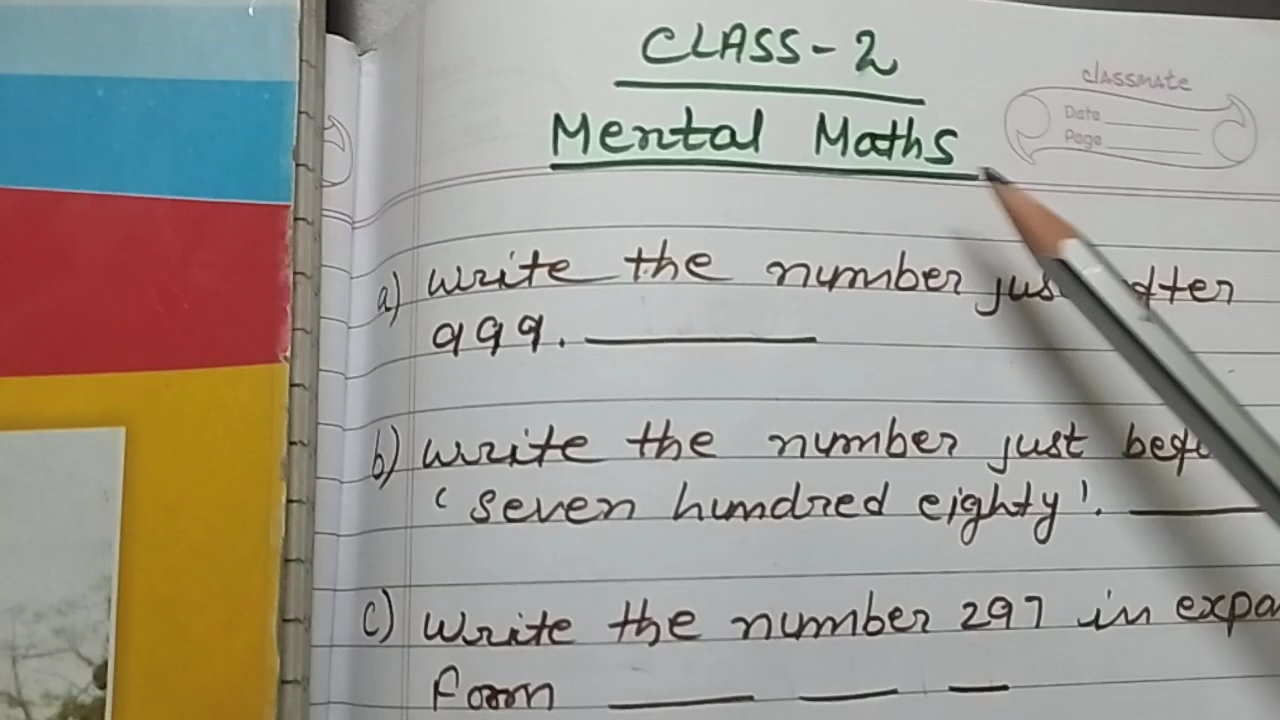 CLASS-2
classmate
Mental Maths
Date
Page
a) write the number
999.
b) write the number just
'seven hundred eighty'.
c) Write the number 297 in
form